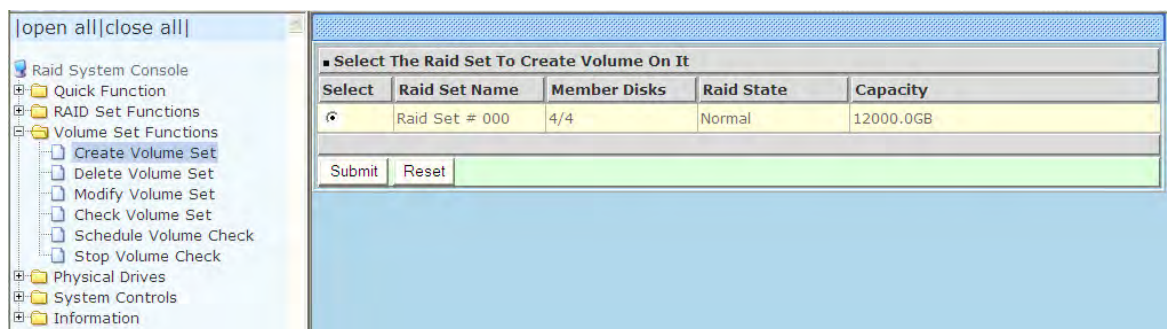 |open all|close all|
Raid System Console
Quick Function
RAID Set Functions
Volume Set Functions
Create Volume Set
Delete Volume Set
Modify Volume Set
Check Volume Set
Schedule Volume Check
Stop Volume Check
Physical Drives
System Controls
Information
Select The Raid Set To Create Volume On It
Select Raid Set Name Member Disks Raid State Capacity
Raid Set # 000 4/4 Normal 12000.0GB
Submit Reset